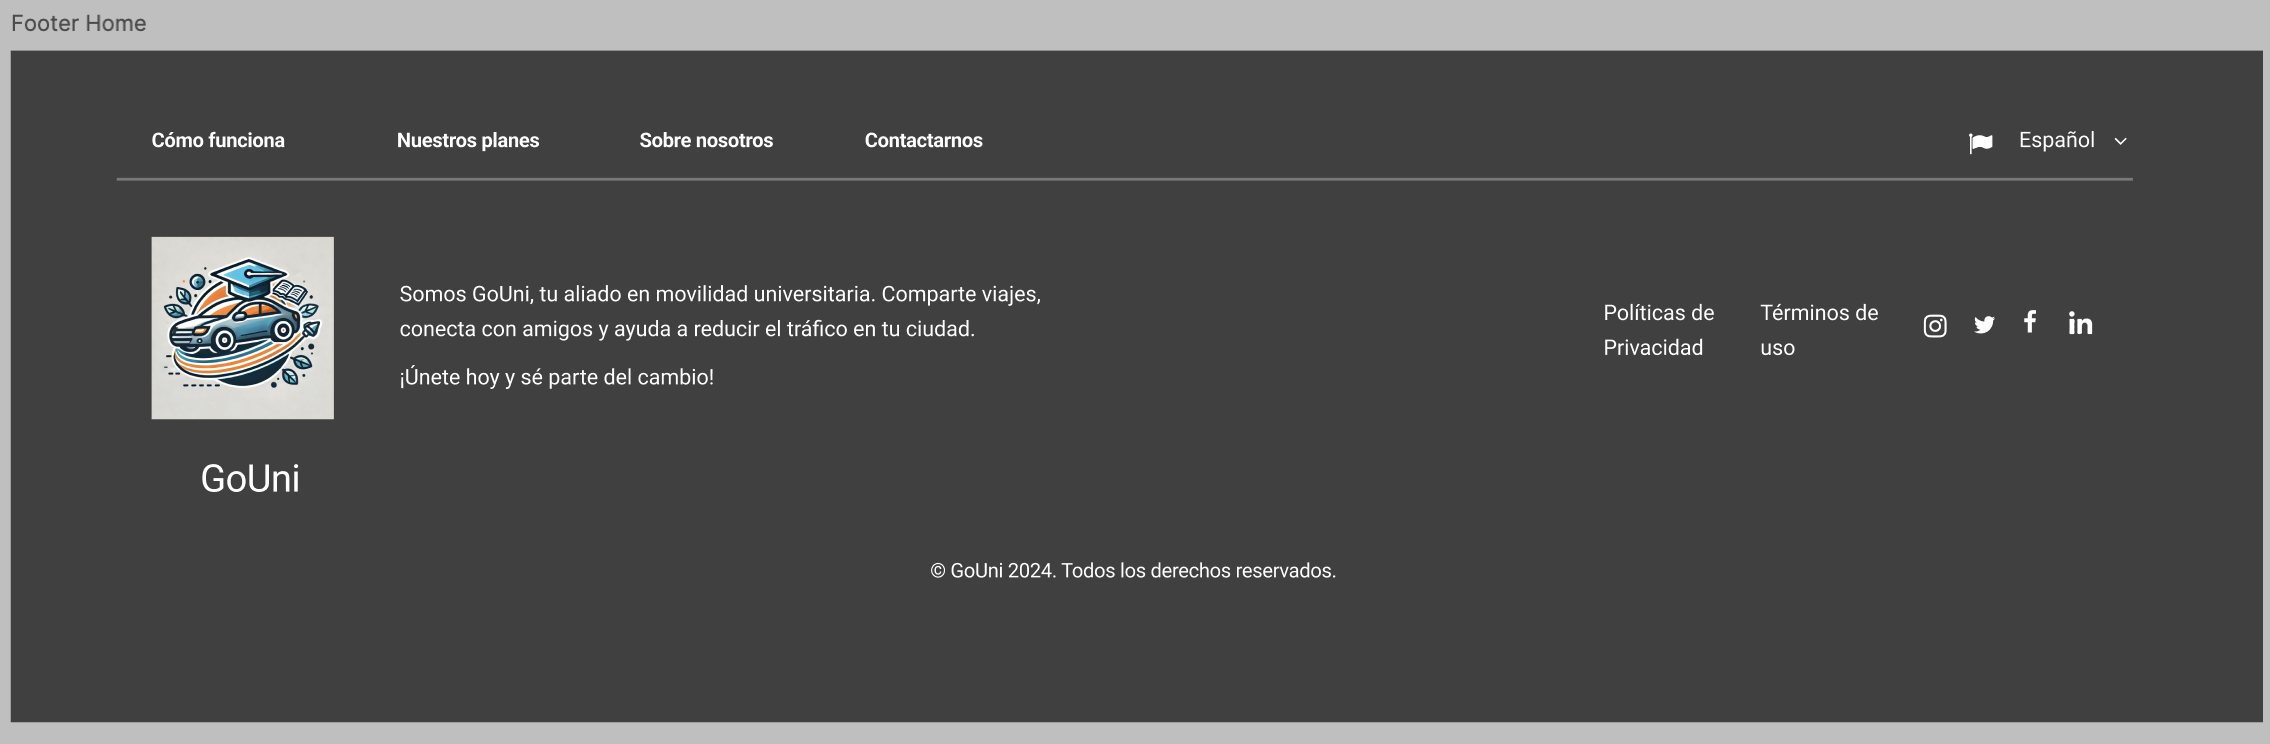 Footer Home
Cómo funciona
Nuestros planes
Sobre nosotros
Contactarnos
Español
Somos GoUni, tu aliado en movilidad universitaria. Comparte viajes,
conecta con amigos y ayuda a reducir el tráfico en tu ciudad.
¡Únete hoy y sé parte del cambio!
Políticas de
Privacidad
Términos de
uso
GoUni
© GoUni 2024. Todos los derechos reservados.